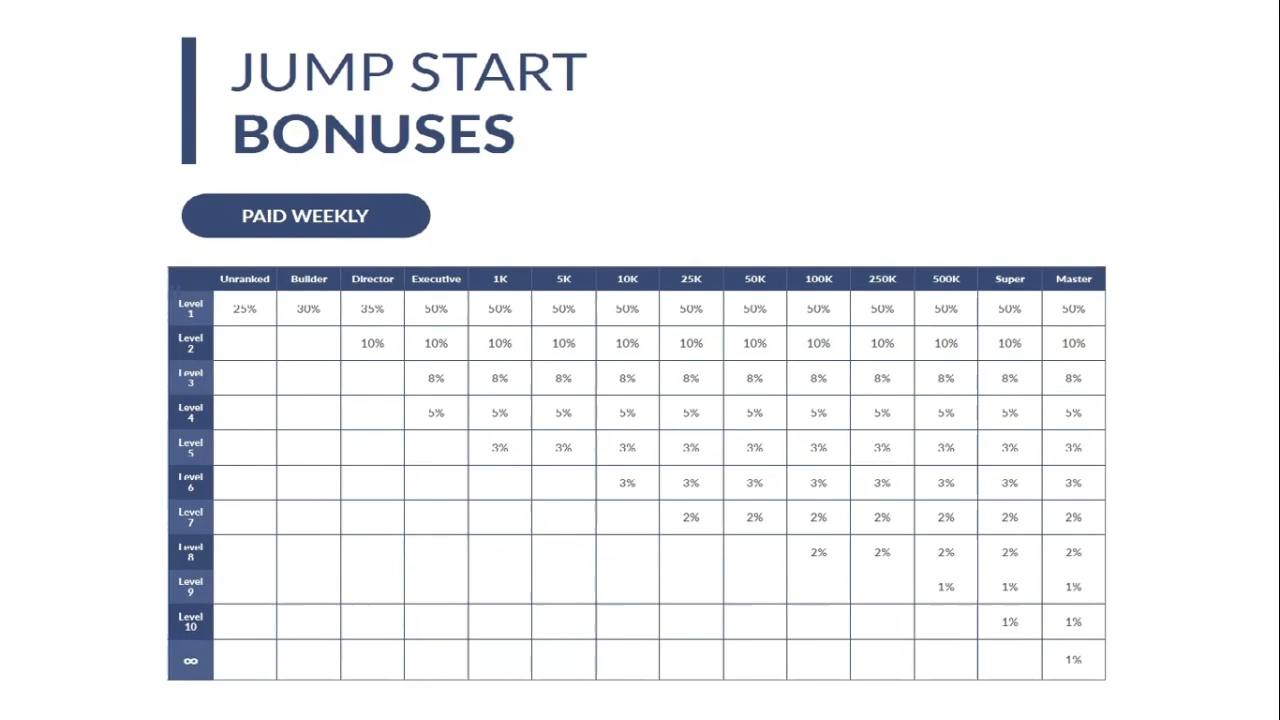 JUMP START
BONUSES
PAID WEEKLY
Unranked Builder Director Executive 1K 5K 10K 25K 50K 100K 250K 500K Super Master
Level 1 25% 30% 35% 50% 50% 50% 50% 50% 50% 50% 50% 50% 50% 50%
Level 2 10% 10% 10% 10% 10% 10% 10% 10% 10% 10% 10% 10%
Level 3 8% 8% 8% 8% 8% 8% 8% 8% 8% 8% 8%
Level 4 5% 5% 5% 5% 5% 5% 5% 5% 5% 5% 5%
Level 5 3% 3% 3% 3% 3% 3% 3% 3% 3% 3%
Level 6 3% 3% 3% 3% 3% 3% 3% 3%
Level 7 2% 2% 2% 2% 2% 2% 2%
Level 8 2% 2% 2% 2% 2%
Level 9 1% 1% 1%
Level 10 1% 1%
∞ 1%